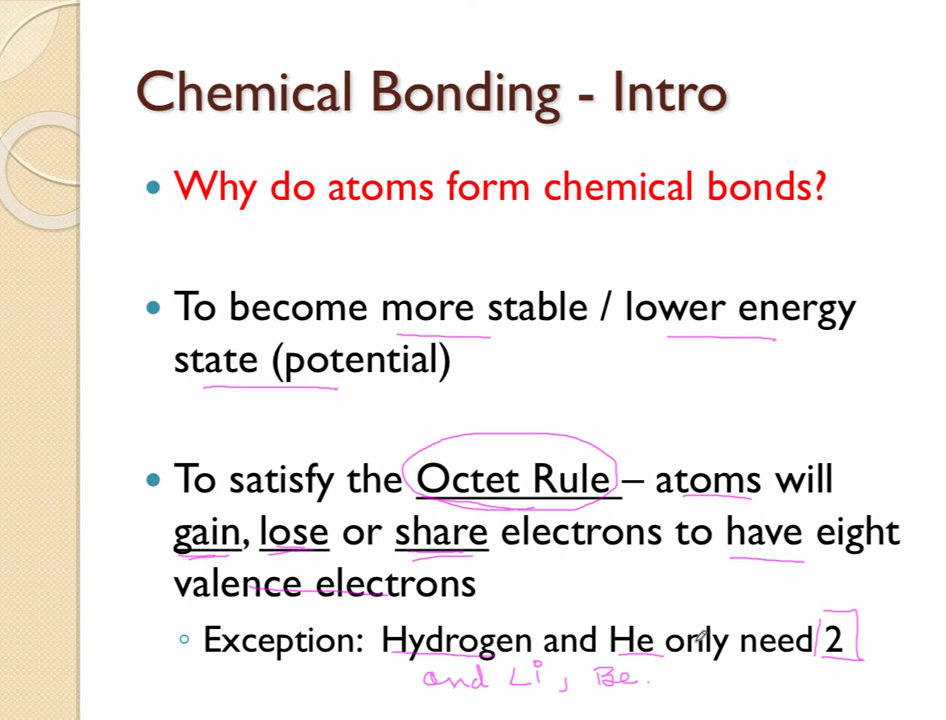 Chemical Bonding - Intro
• Why do atoms form chemical bonds?
• To become more stable / lower energy
state (potential)
• To satisfy the Octet Rule – atoms will
gain, lose or share electrons to have eight
valence electrons
◦ Exception: Hydrogen and He only need 2
and Li, Be.